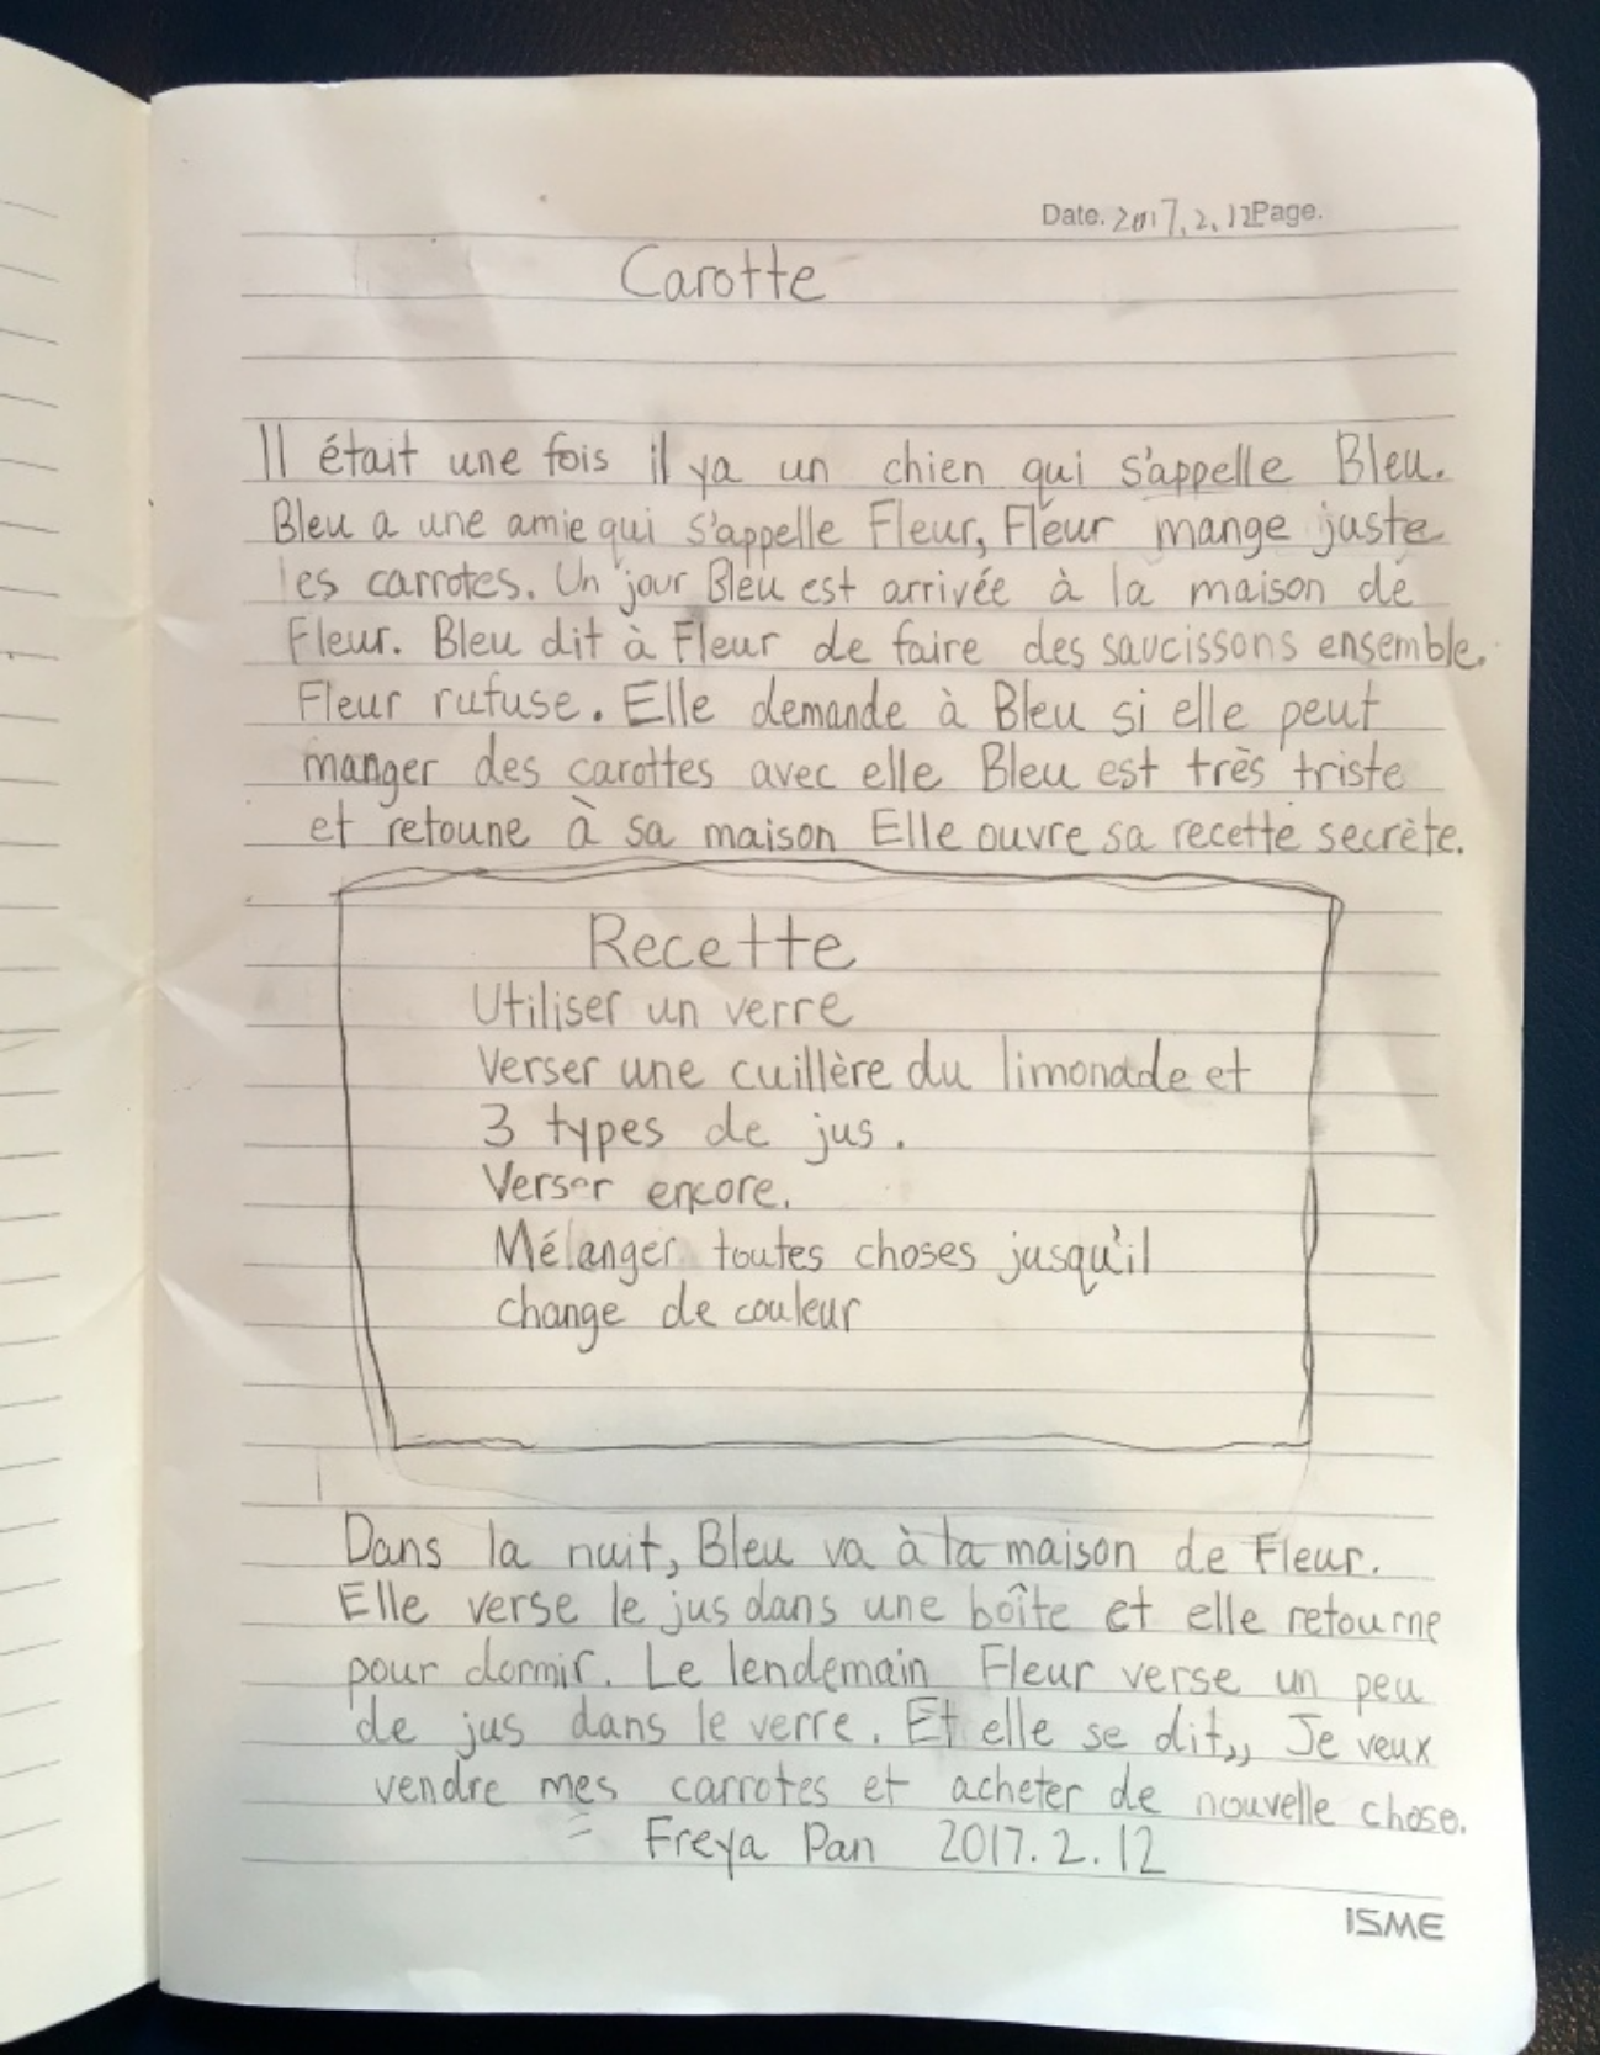 Date. 2017.2.12 Page.
Carotte
Il était une fois il ya un chien qui s'appelle Bleu.
Bleu a une amie qui s'appelle Fleur, Fleur mange juste
les carrotes. Un jour Bleu est arrivée à la maison de
Fleur. Bleu dit à Fleur de faire des saucissons ensemble.
Fleur rufuse. Elle demande à Bleu si elle peut
manger des carottes avec elle Bleu est très triste
et retoune à sa maison Elle ouvre sa recette secrète.
Recette
Utiliser un verre
Verser une cuillère du limonade et
3 types de jus.
Verser encore.
Mélanger toutes choses jusqu'il
change de couleur
Dans la nuit, Bleu va à la maison de Fleur.
Elle verse le jus dans une boîte et elle retourne
pour dormir. Le lendemain Fleur verse un peu
de jus dans le verre. Et elle se dit,, Je veux
vendre mes carrotes et acheter de nouvelle chose.
Freya Pan 2017.2.12
ISME